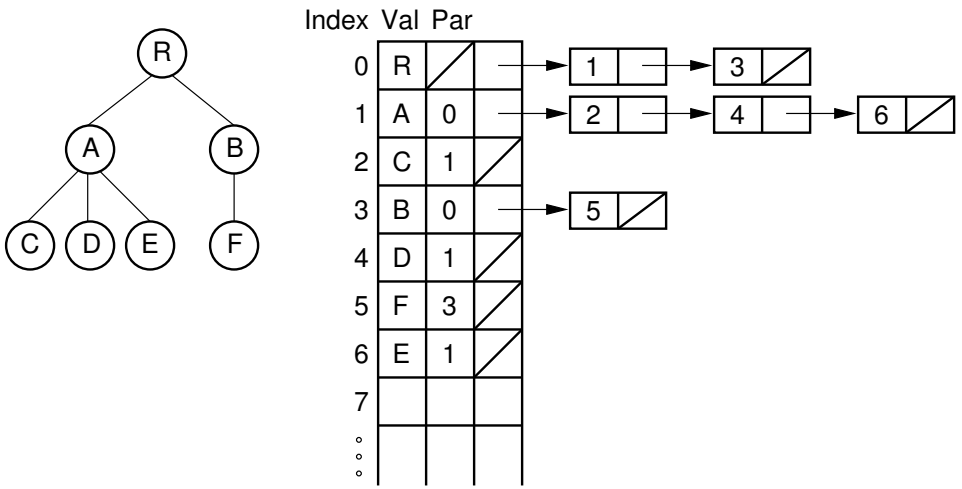 Index Val Par
R
0 R 1 3
1 A 0 2 4 6
A B
2 C 1
3 B 0 5
C D E F
4 D 1
5 F 3
6 E 1
7